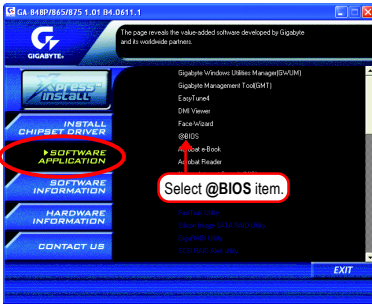 GA-848P/865/875 1.01 B4.0611.1
The page reveals the value-added software developed by Gigabyte
and its worldwide partners.
GIGABYTE
Xpress
Install
INSTALL
CHIPSET DRIVER
SOFTWARE
APPLICATION
SOFTWARE
INFORMATION
HARDWARE
INFORMATION
CONTACT US
Gigabyte Windows Utilities Manager(GWUM)
Gigabyte Management Tool(GMT)
EasyTune4
DMI Viewer
Face Wizard
@BIOS
Acrobat e-Book
Acrobat Reader
Select @BIOS item.
EXIT